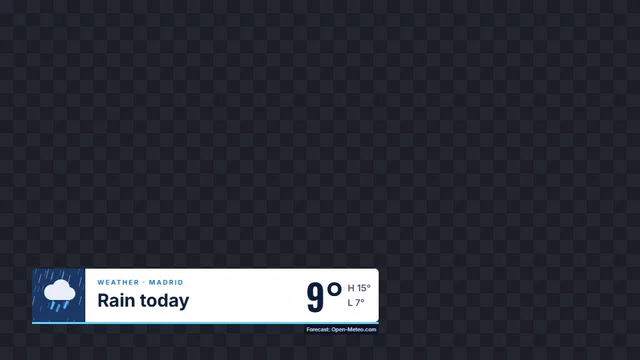 WEATHER · MADRID
Rain today
9°
H 15°
L 7°
Forecast: Open-Meteo.com